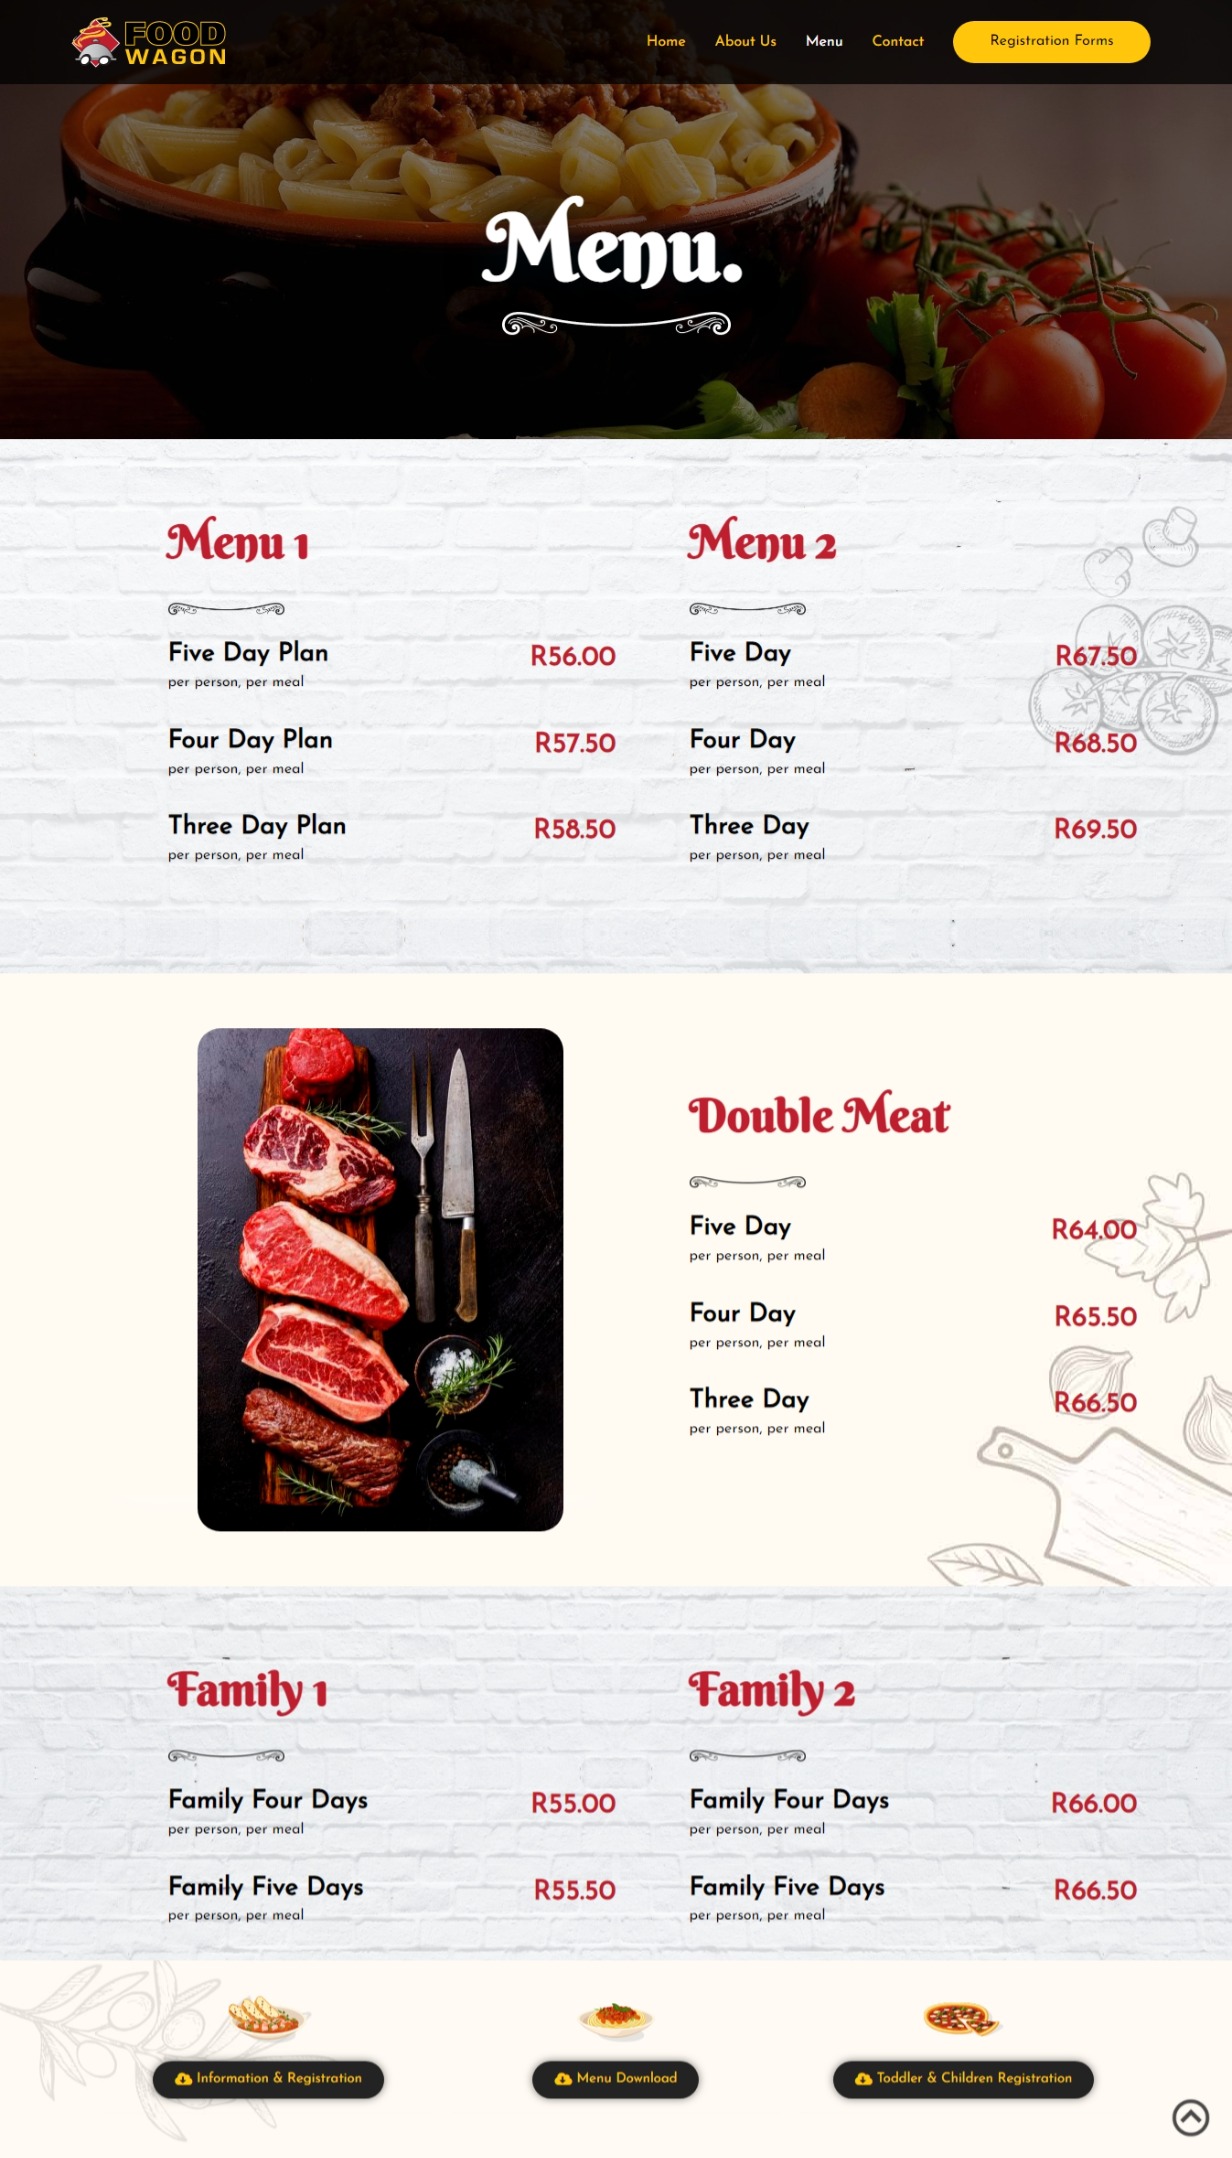 FOOD
WAGON
Home
About Us
Menu
Contact
Registration Forms
Menu.
Menu 1
Five Day Plan
R56.00
per person, per meal
Four Day Plan
R57.50
per person, per meal
Three Day Plan
R58.50
per person, per meal
Menu 2
Five Day
R67.50
per person, per meal
Four Day
R68.50
per person, per meal
Three Day
R69.50
per person, per meal
Double Meat
Five Day
R64.00
per person, per meal
Four Day
R65.50
per person, per meal
Three Day
R66.50
per person, per meal
Family 1
Family Four Days
R55.00
per person, per meal
Family Five Days
R55.50
per person, per meal
Family 2
Family Four Days
R66.00
per person, per meal
Family Five Days
R66.50
per person, per meal
Information & Registration
Menu Download
Toddler & Children Registration